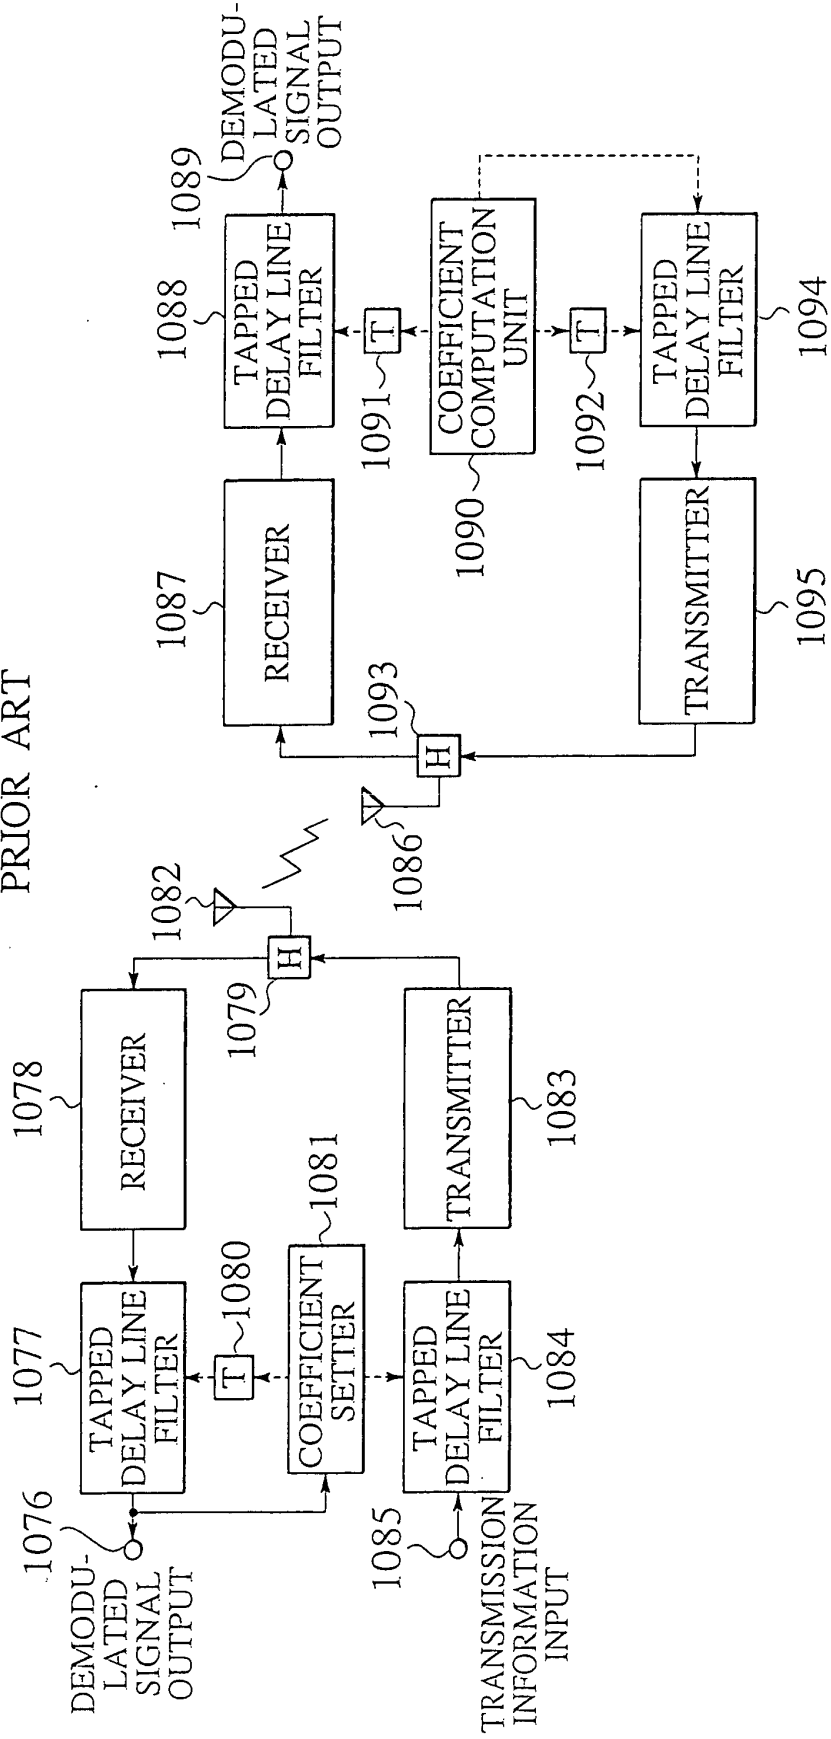 PRIOR ART
1076
DEMODU-
LATED
SIGNAL
OUTPUT
1077
TAPPED
DELAY LINE
FILTER
1078
RECEIVER
1079
H
1082
1080
T
1081
COEFFICIENT
SETTER
1083
TRANSMITTER
1084
TAPPED
DELAY LINE
FILTER
1085
TRANSMISSION
INFORMATION
INPUT
1086
1093
H
1087
RECEIVER
1088
TAPPED
DELAY LINE
FILTER
1089
DEMODU-
LATED
SIGNAL
OUTPUT
1091
T
1090
COEFFICIENT
COMPUTATION
UNIT
1092
T
1094
TAPPED
DELAY LINE
FILTER
1095
TRANSMITTER